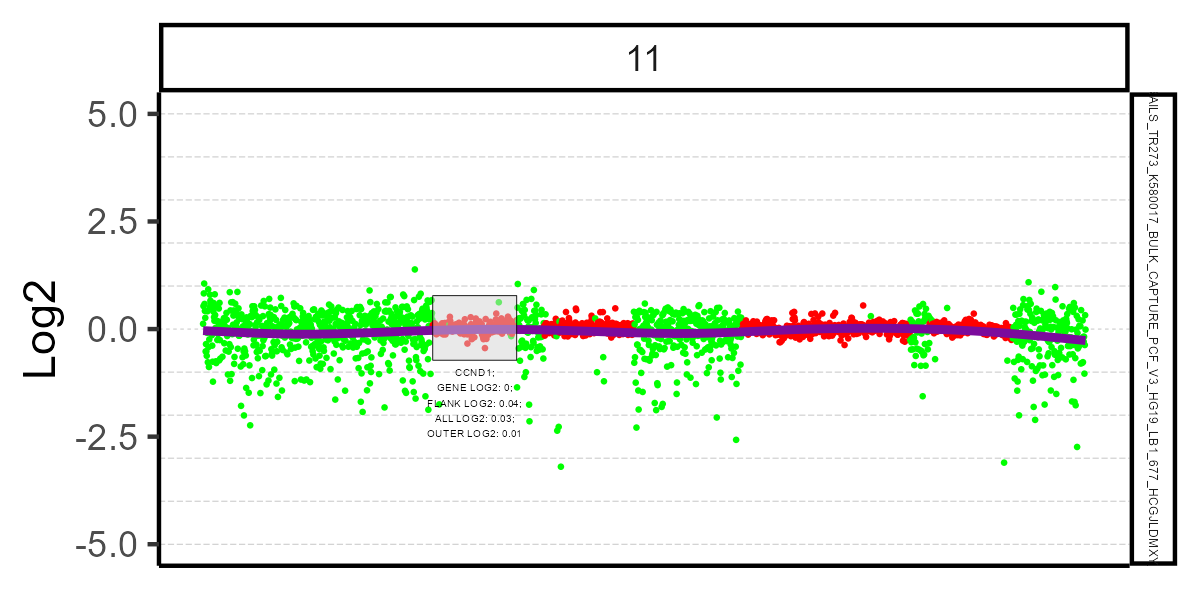 11
5.0
2.5
0.0
-2.5
-5.0
Log2
CCND1;
GENE LOG2: 0;
FLANK LOG2: 0.04;
ALL LOG2: 0.03;
OUTER LOG2: 0.01
AILS_TR273_K580017_BULK_CAPTURE_PCF_V3_HG19_LB1_677_HCGJLDMXY